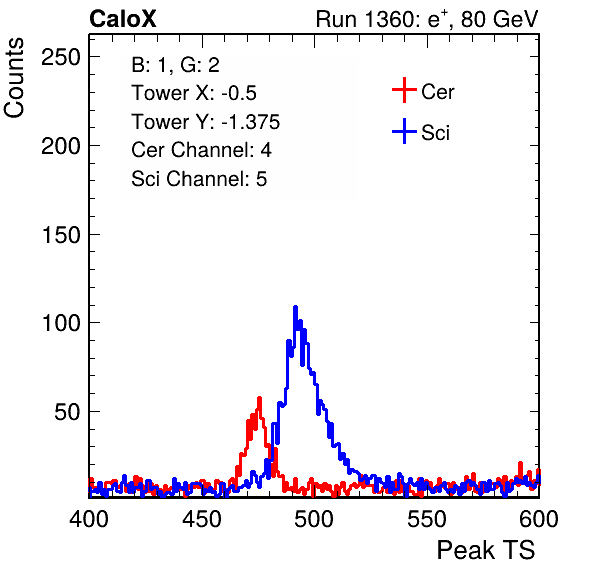 CaloX Run 1360: e⁺, 80 GeV
Counts
250
200
150
100
50
B: 1, G: 2
Tower X: -0.5
Tower Y: -1.375
Cer Channel: 4
Sci Channel: 5
Cer
Sci
400 450 500 550 600
Peak TS